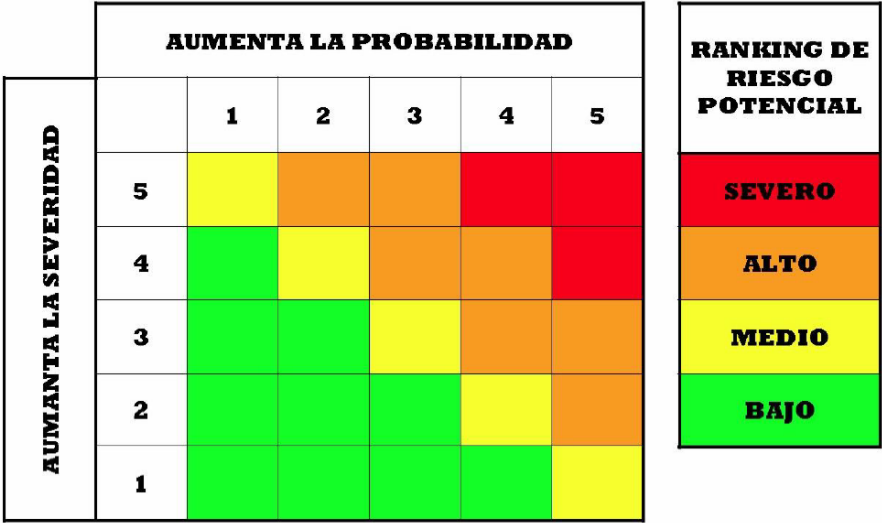 AUMENTA LA PROBABILIDAD
1 2 3 4 5
AUMANTA LA SEVERIDAD
5
4
3
2
1
RANKING DE
RIESGO
POTENCIAL
SEVERO
ALTO
MEDIO
BAJO